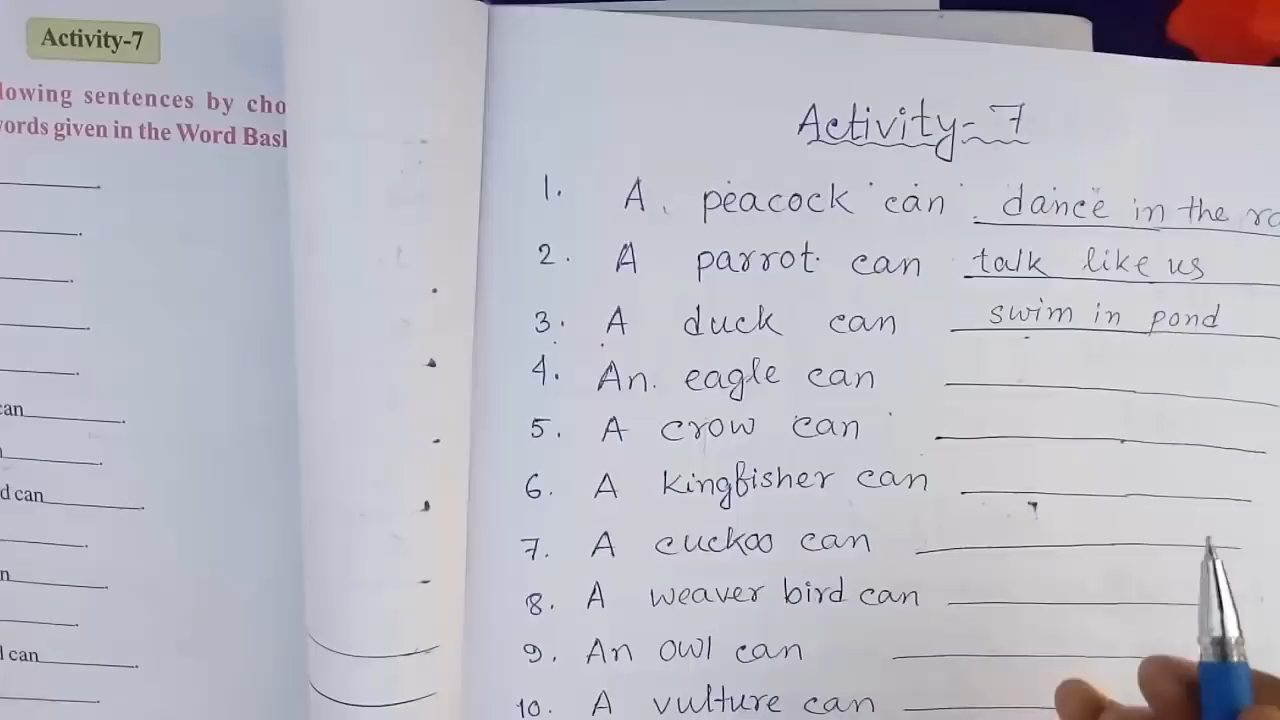 Activity-7
lowing sentences by cho
words given in the Word Bas
can
d can
n
l can
Activity-7
1. A peacock can dance in the ra
2. A parrot can talk like us
3. A duck can swim in pond
4. An eagle can
5. A crow can
6. A kingfisher can
7. A cuckoo can
8. A weaver bird can
9. An owl can
10. A vulture can